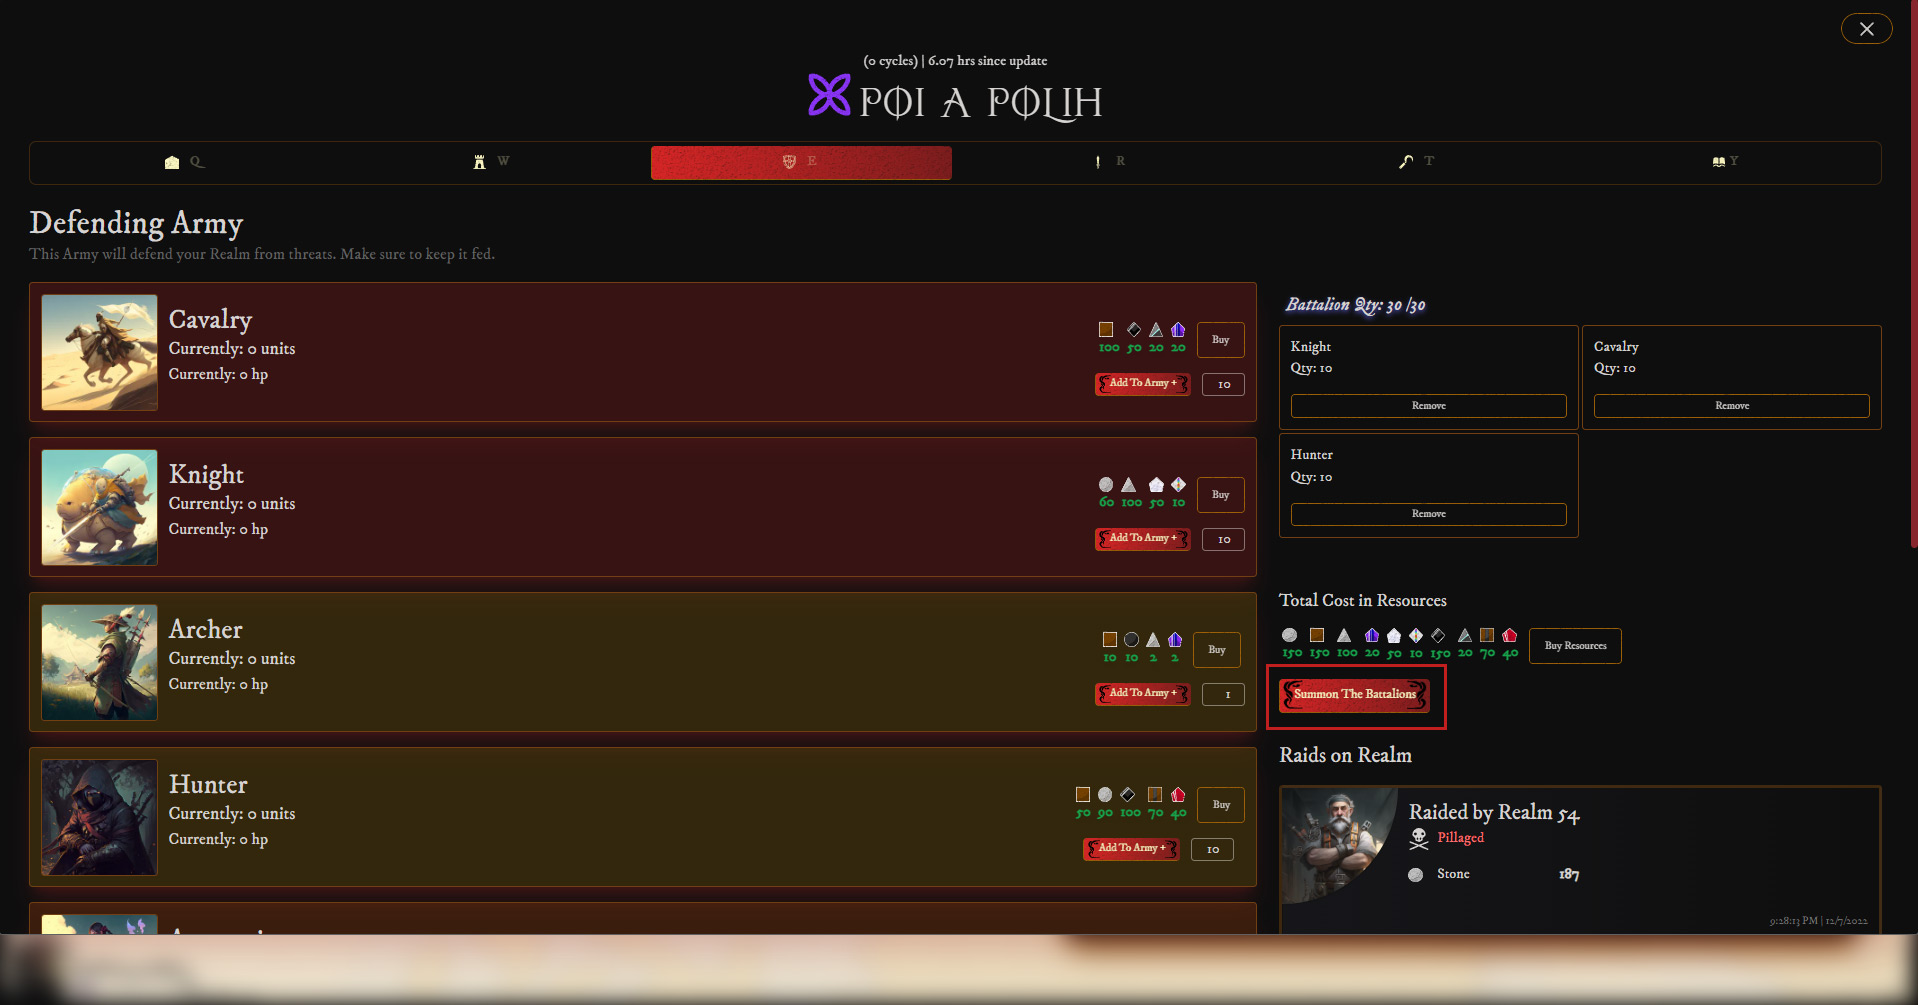 (0 cycles) | 6.07 hrs since update
POI A POLIH
Q
W
E
R
T
Y
Defending Army
This Army will defend your Realm from threats. Make sure to keep it fed.
Cavalry
Currently: 0 units
Currently: 0 hp
100 50 20 20
Buy
Add To Army +
10
Knight
Currently: 0 units
Currently: 0 hp
60 100 50 10
Buy
Add To Army +
10
Archer
Currently: 0 units
Currently: 0 hp
10 10 2 2
Buy
Add To Army +
1
Hunter
Currently: 0 units
Currently: 0 hp
50 90 100 70 40
Buy
Add To Army +
10
Battalion Qty: 30 /30
Knight
Qty: 10
Remove
Cavalry
Qty: 10
Remove
Hunter
Qty: 10
Remove
Total Cost in Resources
150 150 100 20 50 10 150 20 70 40
Buy Resources
Summon The Battalions
Raids on Realm
Raided by Realm 54
Pillaged
Stone 187
9:28:13 PM | 12/7/2022